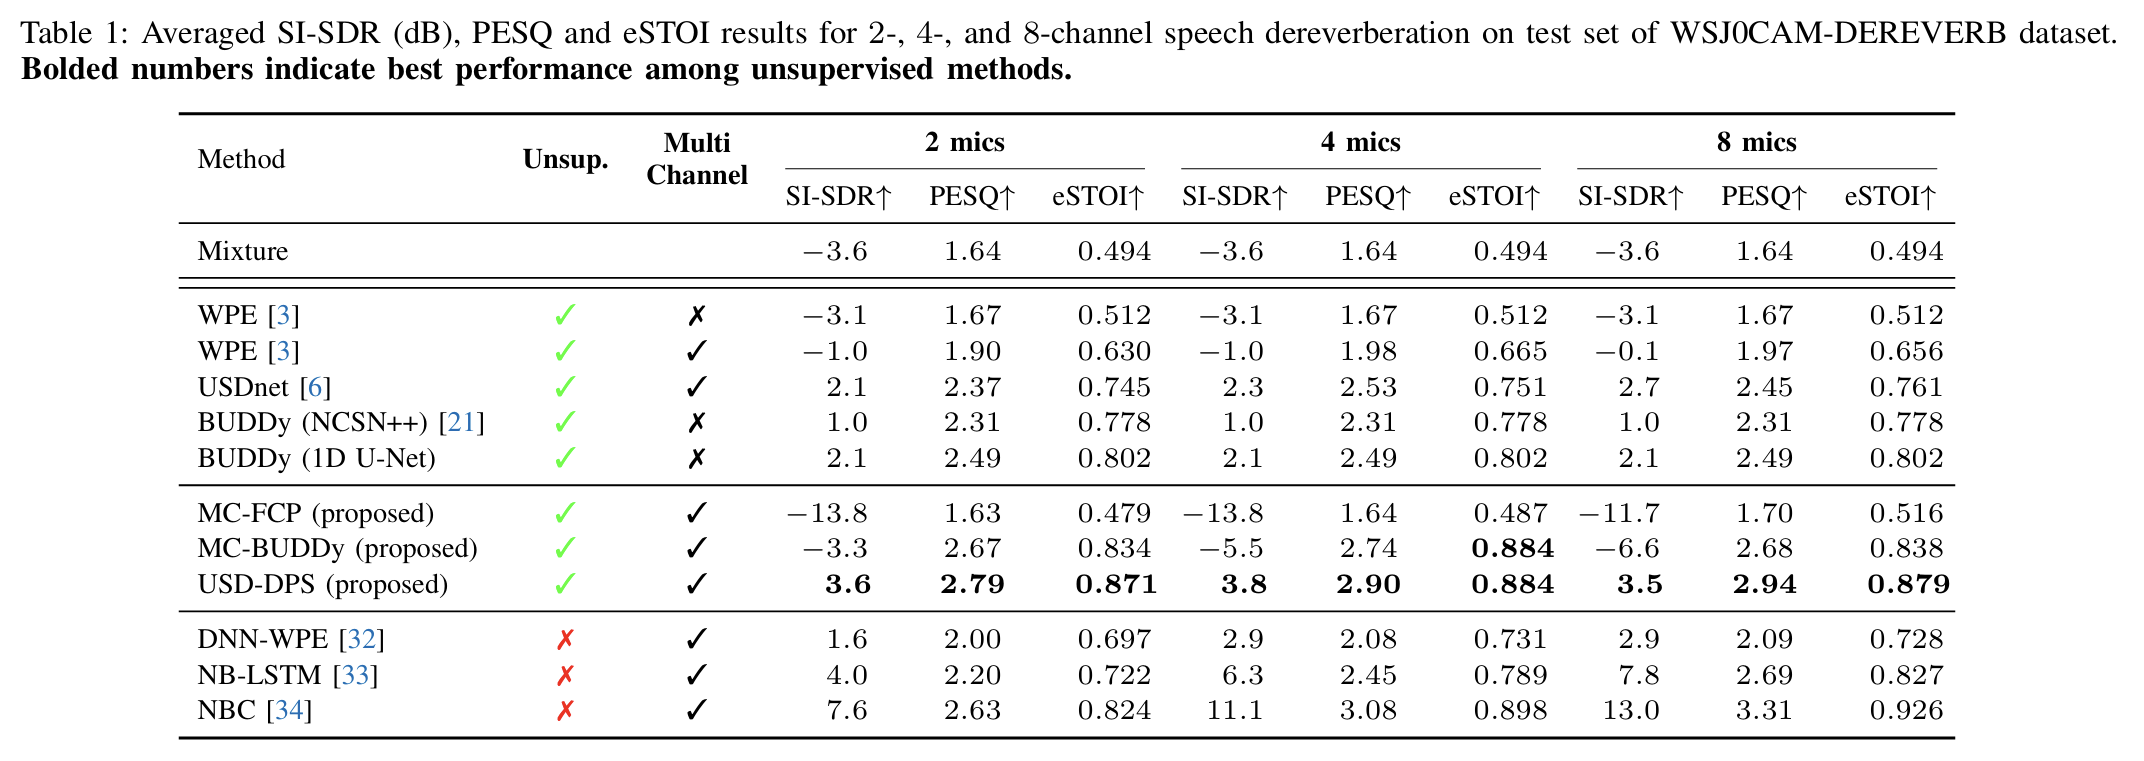 Table 1: Averaged SI-SDR (dB), PESQ and eSTOI results for 2-, 4-, and 8-channel speech dereverberation on test set of WSJ0CAM-DEREVERB dataset.
Bolded numbers indicate best performance among unsupervised methods.
Method Unsup. Multi Channel 2 mics 4 mics 8 mics
SI-SDR↑ PESQ↑ eSTOI↑ SI-SDR↑ PESQ↑ eSTOI↑ SI-SDR↑ PESQ↑ eSTOI↑
Mixture −3.6 1.64 0.494 −3.6 1.64 0.494 −3.6 1.64 0.494
WPE [3] ✓ ✗ −3.1 1.67 0.512 −3.1 1.67 0.512 −3.1 1.67 0.512
WPE [3] ✓ ✓ −1.0 1.90 0.630 −1.0 1.98 0.665 −0.1 1.97 0.656
USDnet [6] ✓ ✓ 2.1 2.37 0.745 2.3 2.53 0.751 2.7 2.45 0.761
BUDDy (NCSN++) [21] ✓ ✗ 1.0 2.31 0.778 1.0 2.31 0.778 1.0 2.31 0.778
BUDDy (1D U-Net) ✓ ✗ 2.1 2.49 0.802 2.1 2.49 0.802 2.1 2.49 0.802
MC-FCP (proposed) ✓ ✓ −13.8 1.63 0.479 −13.8 1.64 0.487 −11.7 1.70 0.516
MC-BUDDy (proposed) ✓ ✓ −3.3 2.67 0.834 −5.5 2.74 0.884 −6.6 2.68 0.838
USD-DPS (proposed) ✓ ✓ 3.6 2.79 0.871 3.8 2.90 0.884 3.5 2.94 0.879
DNN-WPE [32] ✗ ✓ 1.6 2.00 0.697 2.9 2.08 0.731 2.9 2.09 0.728
NB-LSTM [33] ✗ ✓ 4.0 2.20 0.722 6.3 2.45 0.789 7.8 2.69 0.827
NBC [34] ✗ ✓ 7.6 2.63 0.824 11.1 3.08 0.898 13.0 3.31 0.926